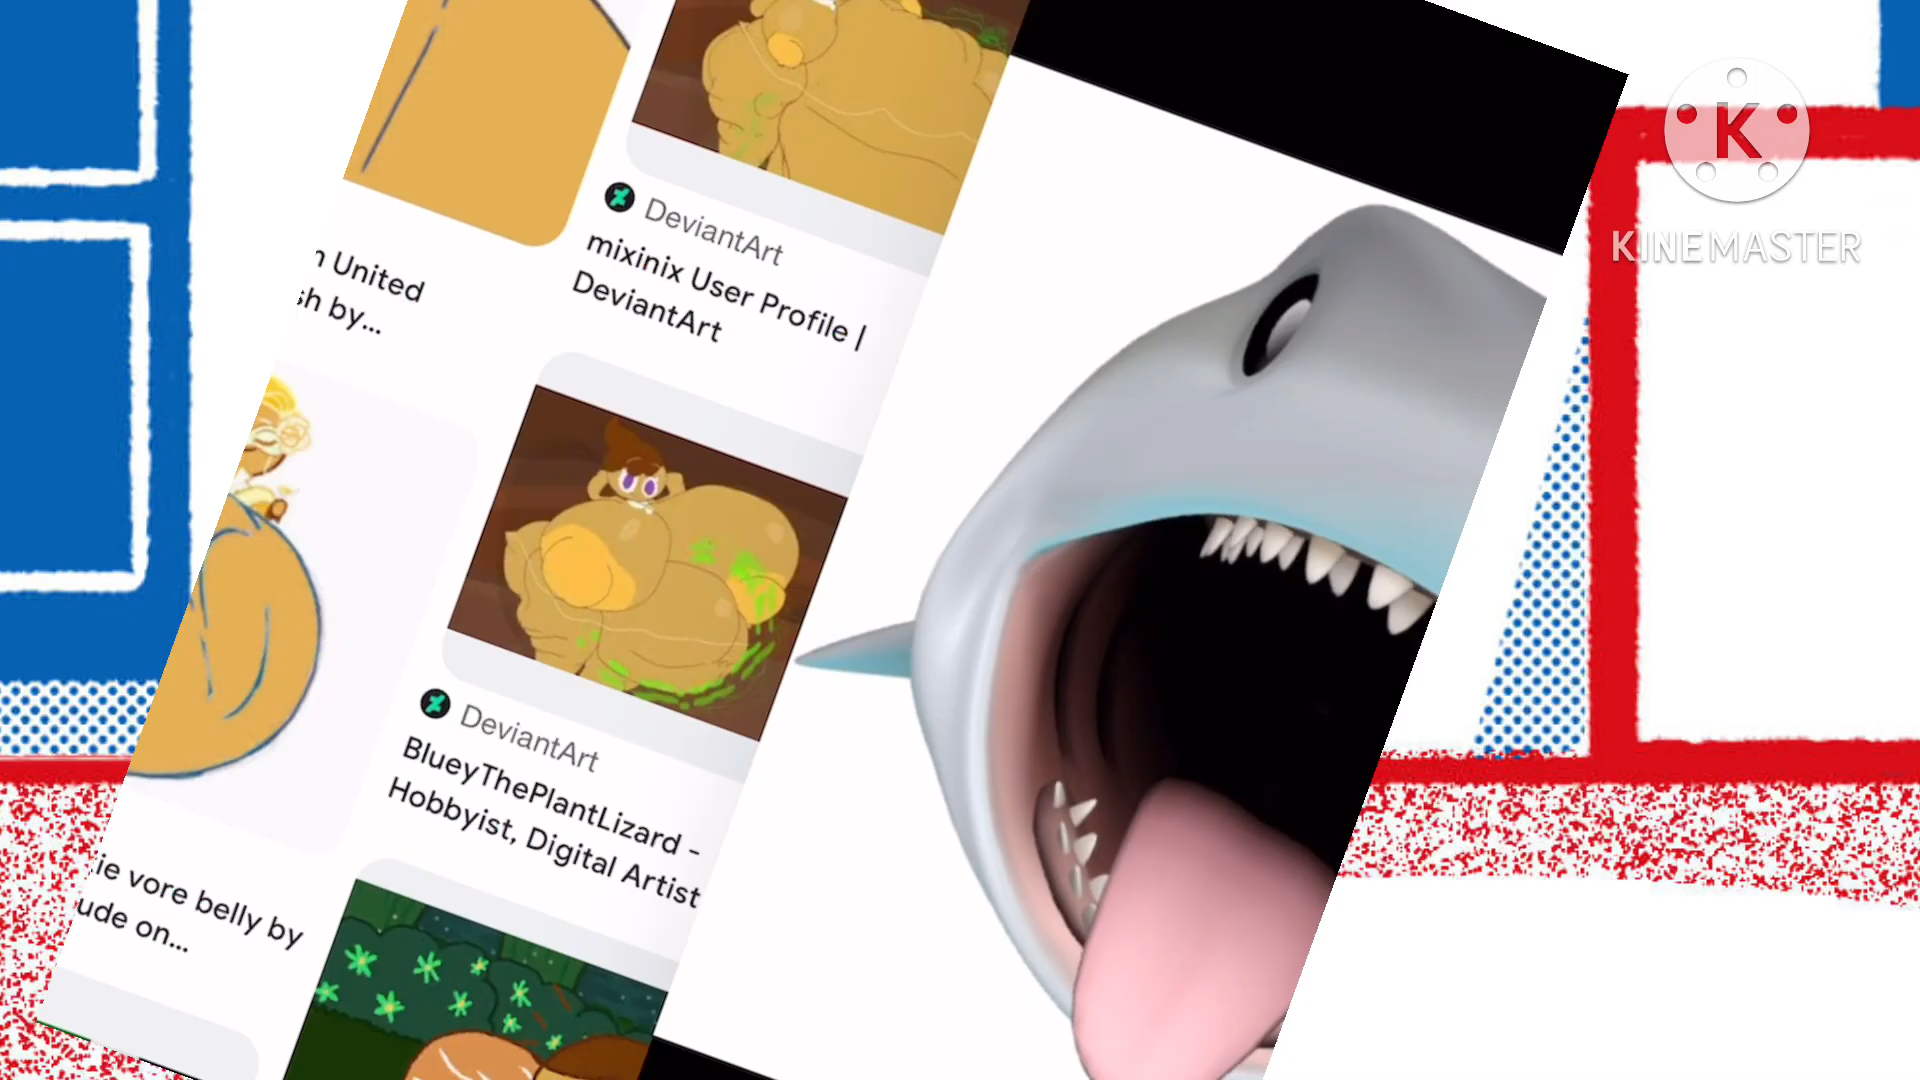 DeviantArt
mixinix User Profile |
DeviantArt
United
by...
DeviantArt
BlueyThePlantLizard -
Hobbyist, Digital Artist
vore belly by
on...
K
KINEMASTER